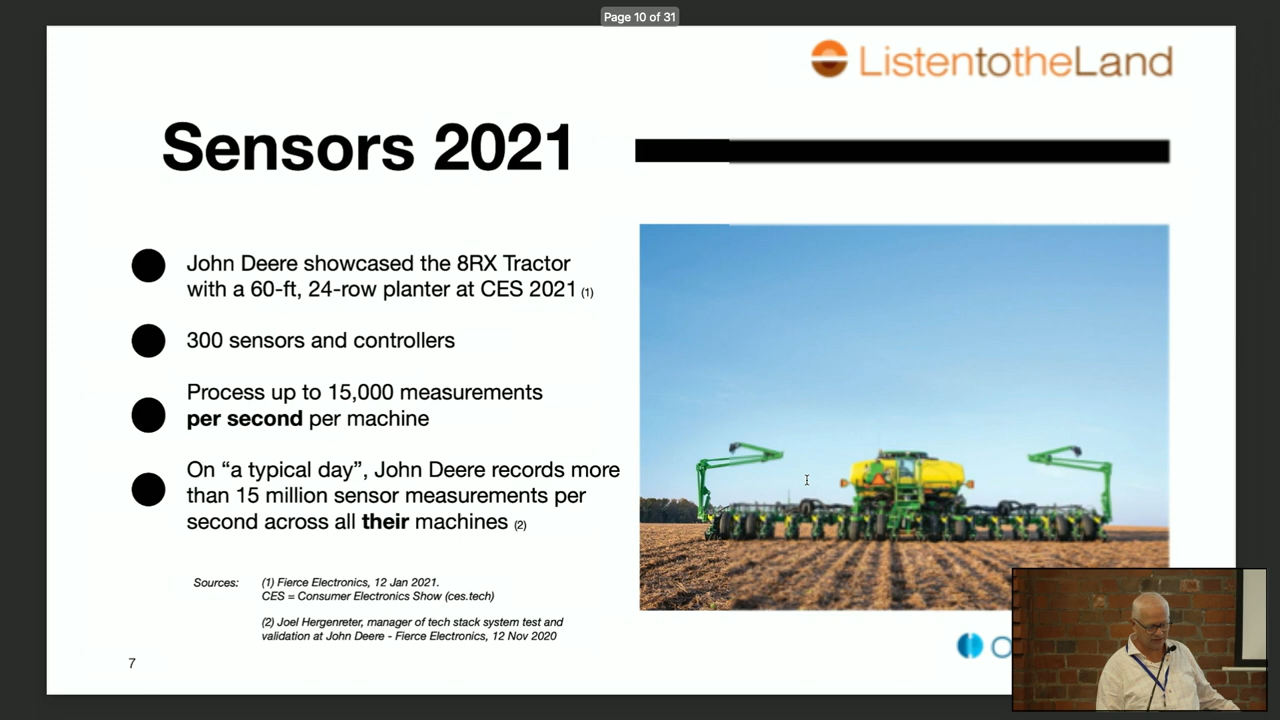 Page 10 of 31
ListentotheLand
Sensors 2021
John Deere showcased the 8RX Tractor
with a 60-ft, 24-row planter at CES 2021 (1)
300 sensors and controllers
Process up to 15,000 measurements
per second per machine
On “a typical day”, John Deere records more
than 15 million sensor measurements per
second across all their machines (2)
Sources: (1) Fierce Electronics, 12 Jan 2021.
CES = Consumer Electronics Show (ces.tech)
(2) Joel Hergenreter, manager of tech stack system test and
validation at John Deere - Fierce Electronics, 12 Nov 2020
7